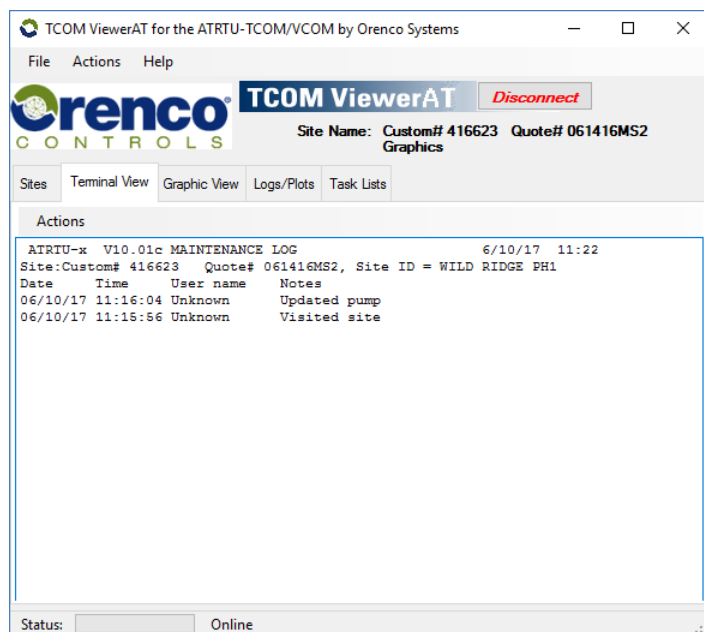 TCOM ViewerAT for the ATRTU-TCOM/VCOM by Orenco Systems
File Actions Help
Orenco®
CONTROLS
TCOM ViewerAT
Disconnect
Site Name: Custom# 416623 Quote# 061416MS2
Graphics
Sites Terminal View Graphic View Logs/Plots Task Lists
Actions
ATRTU-x V10.01c MAINTENANCE LOG 6/10/17 11:22
Site:Custom# 416623 Quote# 061416MS2, Site ID = WILD RIDGE PH1
Date Time User name Notes
06/10/17 11:16:04 Unknown Updated pump
06/10/17 11:15:56 Unknown Visited site
Status: Online